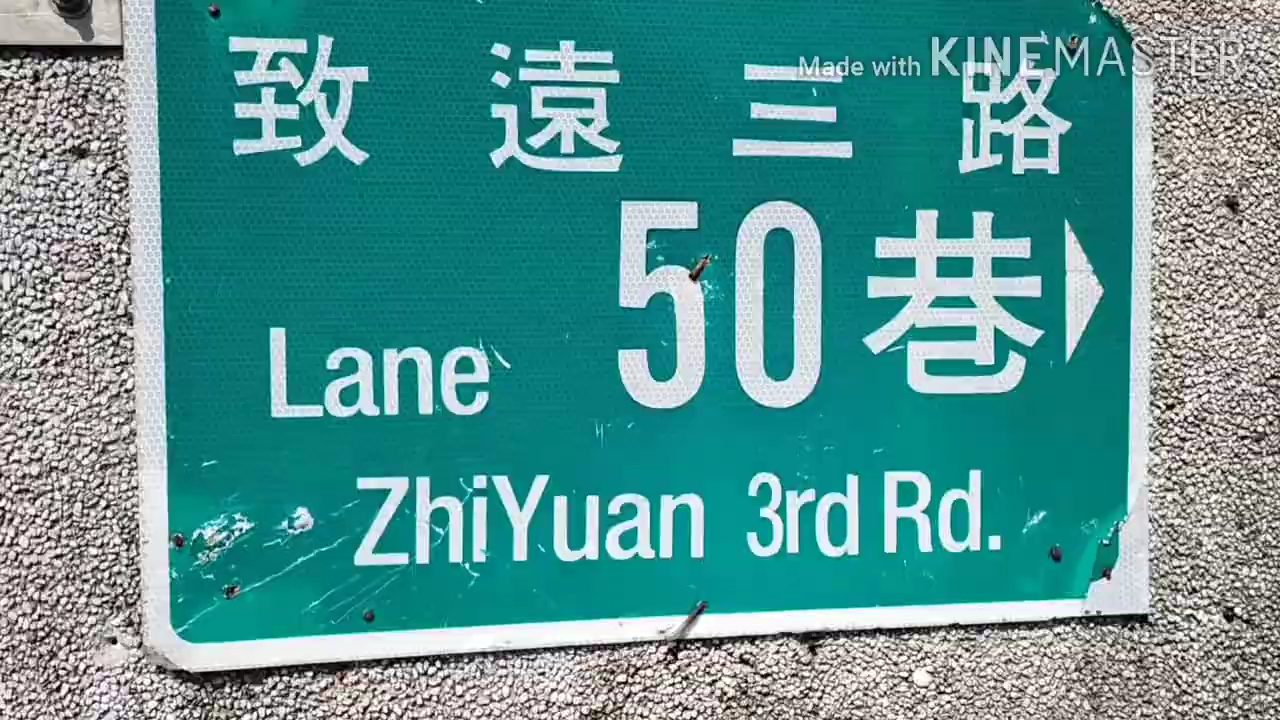 Made with KINEMASTER
致遠三路
50巷
Lane
ZhiYuan 3rd Rd.